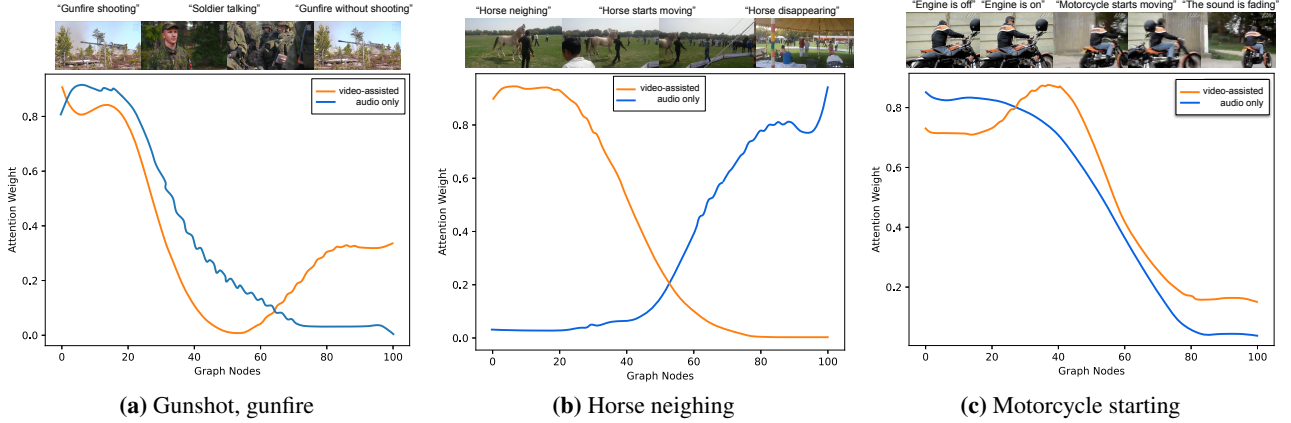 “Gunfire shooting” “Soldier talking” “Gunfire without shooting”
video-assisted
audio only
Attention Weight
0.8
0.6
0.4
0.2
0.0
0 20 40 60 80 100
Graph Nodes
(a) Gunshot, gunfire
“Horse neighing” “Horse starts moving” “Horse disappearing”
video-assisted
audio only
Attention Weight
0.8
0.6
0.4
0.2
0.0
0 20 40 60 80 100
Graph Nodes
(b) Horse neighing
“Engine is off” “Engine is on” “Motorcycle starts moving” “The sound is fading”
video-assisted
audio only
Attention Weight
0.8
0.6
0.4
0.2
0 20 40 60 80 100
Graph Nodes
(c) Motorcycle starting